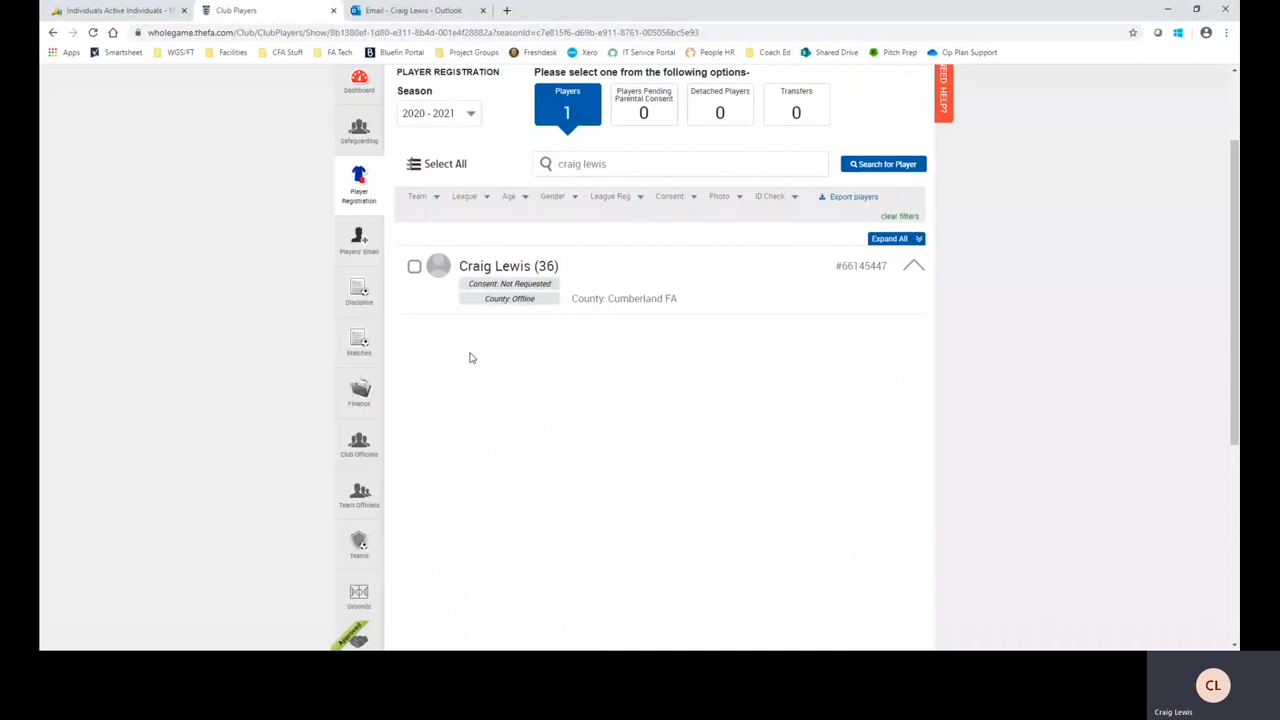 Individuals Active Individuals - M
Club Players
Email - Craig Lewis - Outlook
wholegame.thefa.com/Club/ClubPlayers/Show/8b1380ef-1d80-e311-8b4d-001e4f28882a?seasonId=c7e815f6-d69b-e911-8761-005056bc5e93
Apps
Smartsheet
WGS/FT
Facilities
CFA Stuff
FA Tech
Bluefin Portal
Project Groups
Freshdesk
Xero
IT Service Portal
People HR
Coach Ed
Shared Drive
Pitch Prep
Op Plan Support
Dashboard
Safeguarding
Player
Registration
Players' Email
Discipline
Matches
Finance
Club Officials
Team Officials
Teams
Grounds
Approved
PLAYER REGISTRATION
Season
2020 - 2021
Please select one from the following options-
Players
1
Players Pending
Parental Consent
0
Detached Players
0
Transfers
0
NEED HELP?
Select All
craig lewis
Search for Player
Team
League
Age
Gender
League Reg
Consent
Photo
ID Check
Export players
clear filters
Expand All
Craig Lewis (36)
#66145447
Consent: Not Requested
County: Offline
County: Cumberland FA
CL
Craig Lewis